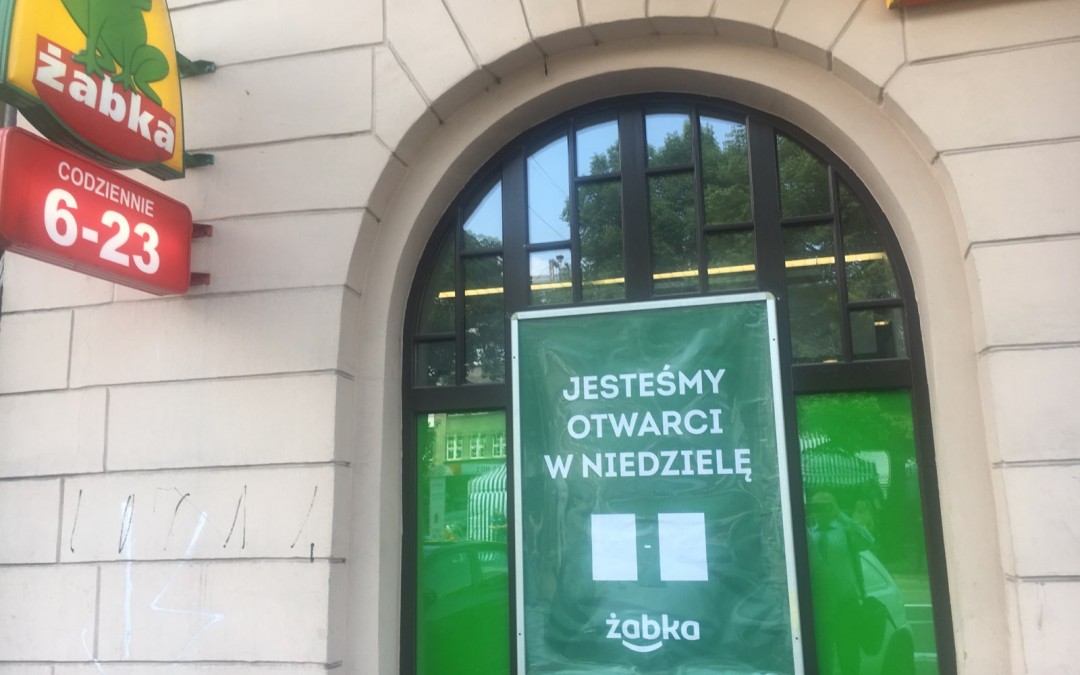 żabka
CODZIENNIE
6-23
JESTEŚMY
OTWARCI
W NIEDZIELĘ
-
żabka